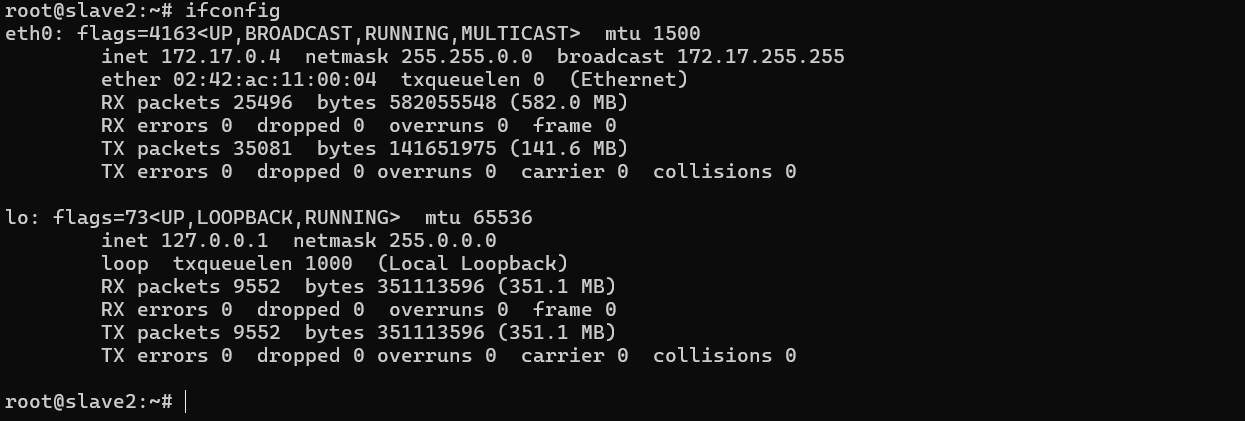 root@slave2:~# ifconfig
eth0: flags=4163<UP,BROADCAST,RUNNING,MULTICAST>  mtu 1500
        inet 172.17.0.4  netmask 255.255.0.0  broadcast 172.17.255.255
        ether 02:42:ac:11:00:04  txqueuelen 0  (Ethernet)
        RX packets 25496  bytes 582055548 (582.0 MB)
        RX errors 0  dropped 0  overruns 0  frame 0
        TX packets 35081  bytes 141651975 (141.6 MB)
        TX errors 0  dropped 0 overruns 0  carrier 0  collisions 0

lo: flags=73<UP,LOOPBACK,RUNNING>  mtu 65536
        inet 127.0.0.1  netmask 255.0.0.0
        loop  txqueuelen 1000  (Local Loopback)
        RX packets 9552  bytes 351113596 (351.1 MB)
        RX errors 0  dropped 0  overruns 0  frame 0
        TX packets 9552  bytes 351113596 (351.1 MB)
        TX errors 0  dropped 0 overruns 0  carrier 0  collisions 0

root@slave2:~#